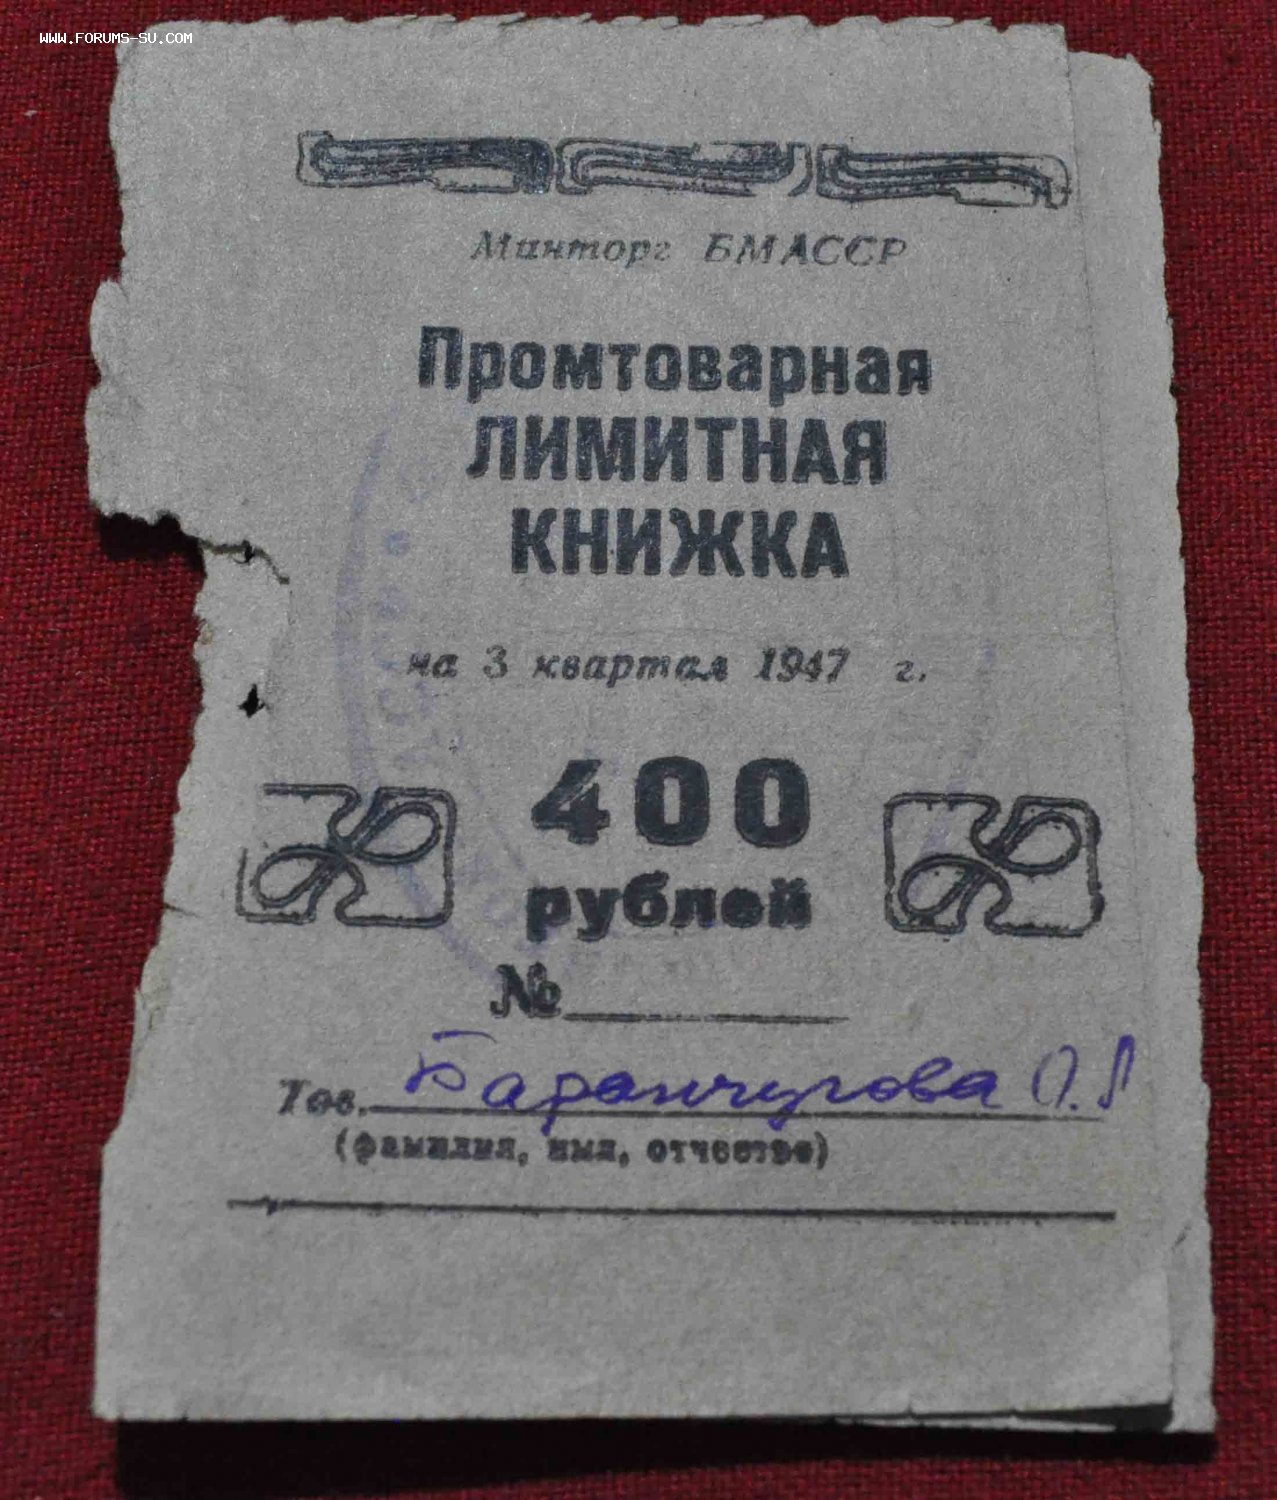 WWW.FORUMS-SU.COM
Минторг БМАССР
Промтоварная
ЛИМИТНАЯ
КНИЖКА
на 3 квартал 1947 г.
400
рублей
№
Тов. Баранчугова О.Л
(фамилия, имя, отчество)